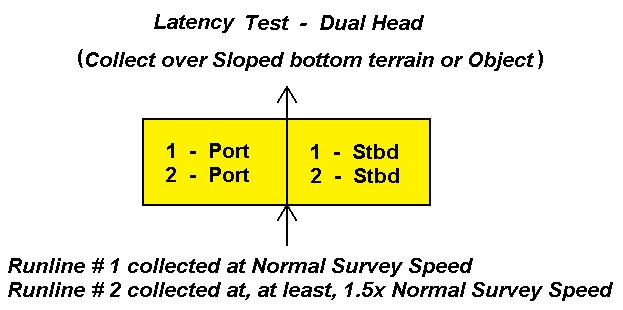 Latency Test - Dual Head
(Collect over Sloped bottom terrain or Object)
1 - Port
2 - Port
1 - Stbd
2 - Stbd
Runline # 1 collected at Normal Survey Speed
Runline # 2 collected at, at least, 1.5x Normal Survey Speed